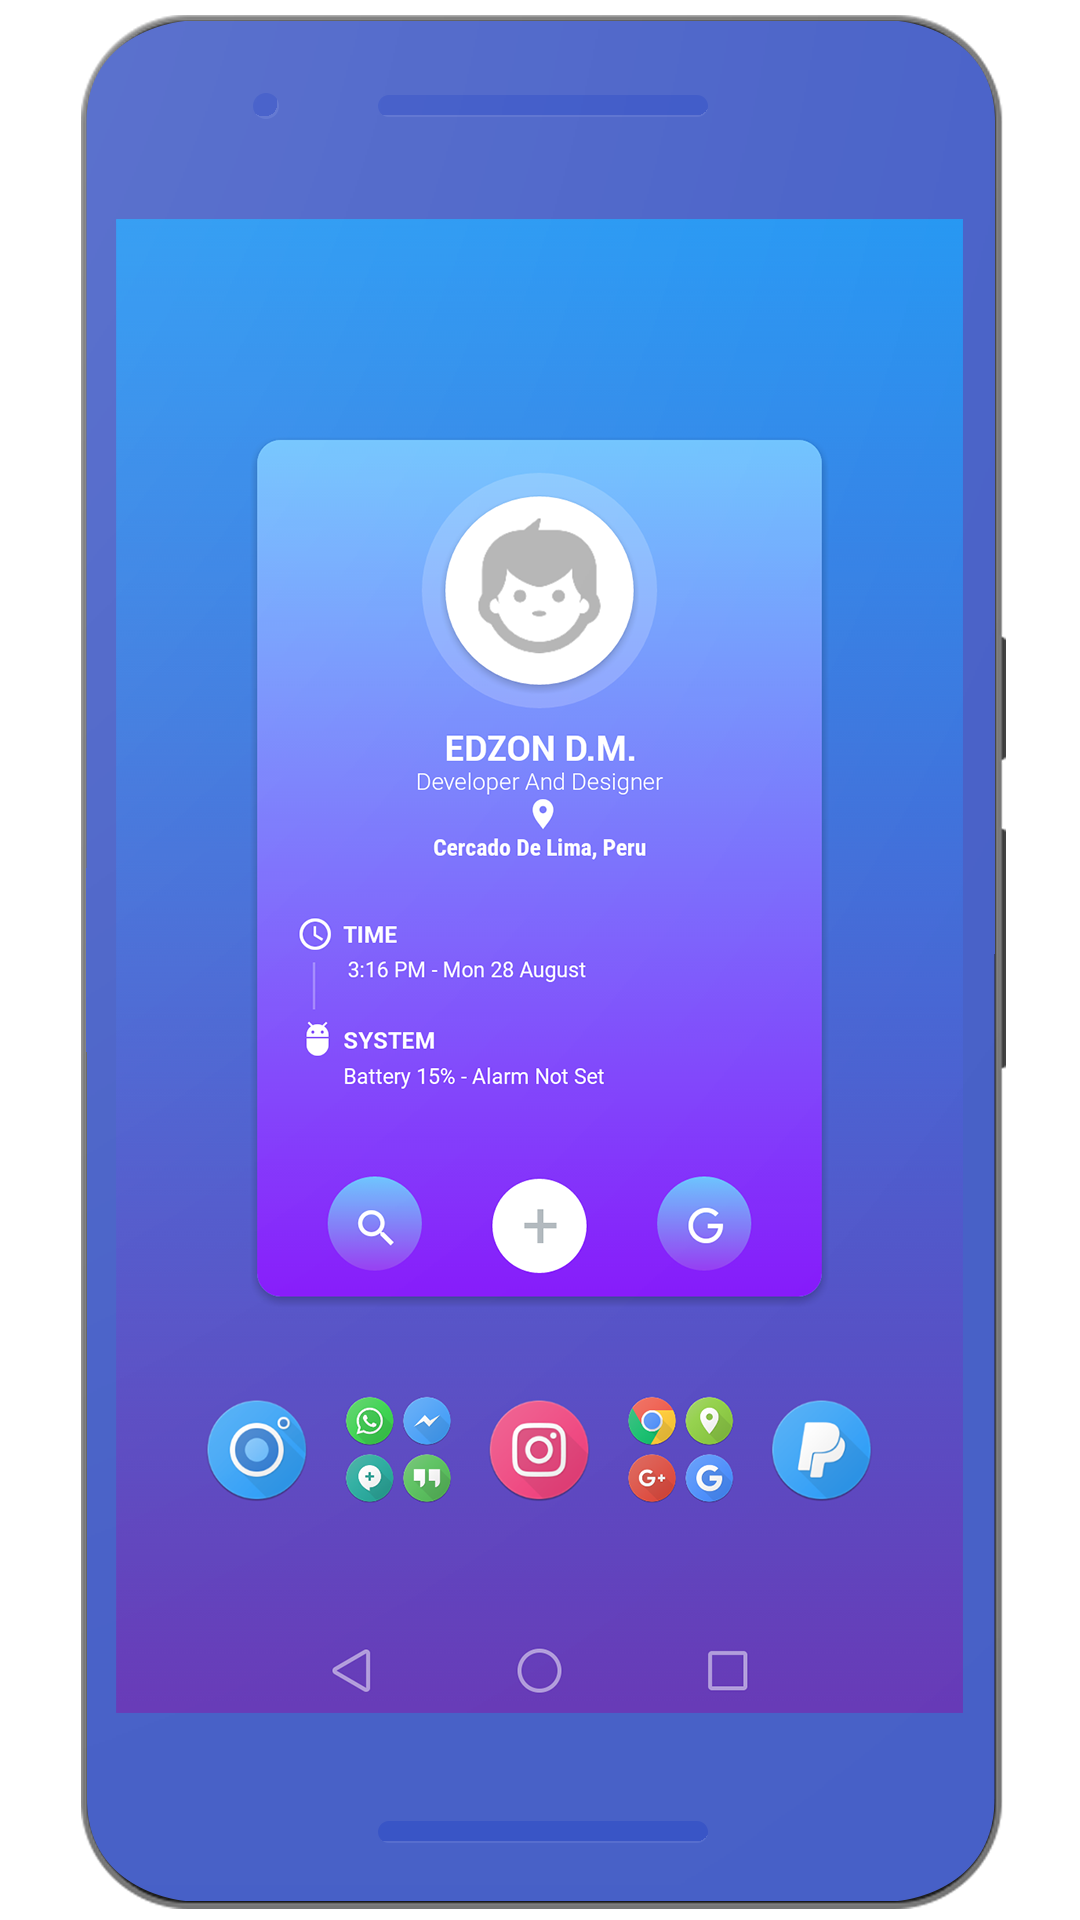 EDZON D.M.
Developer And Designer
Cercado De Lima, Peru
TIME
3:16 PM - Mon 28 August
SYSTEM
Battery 15% - Alarm Not Set
G
G+
G